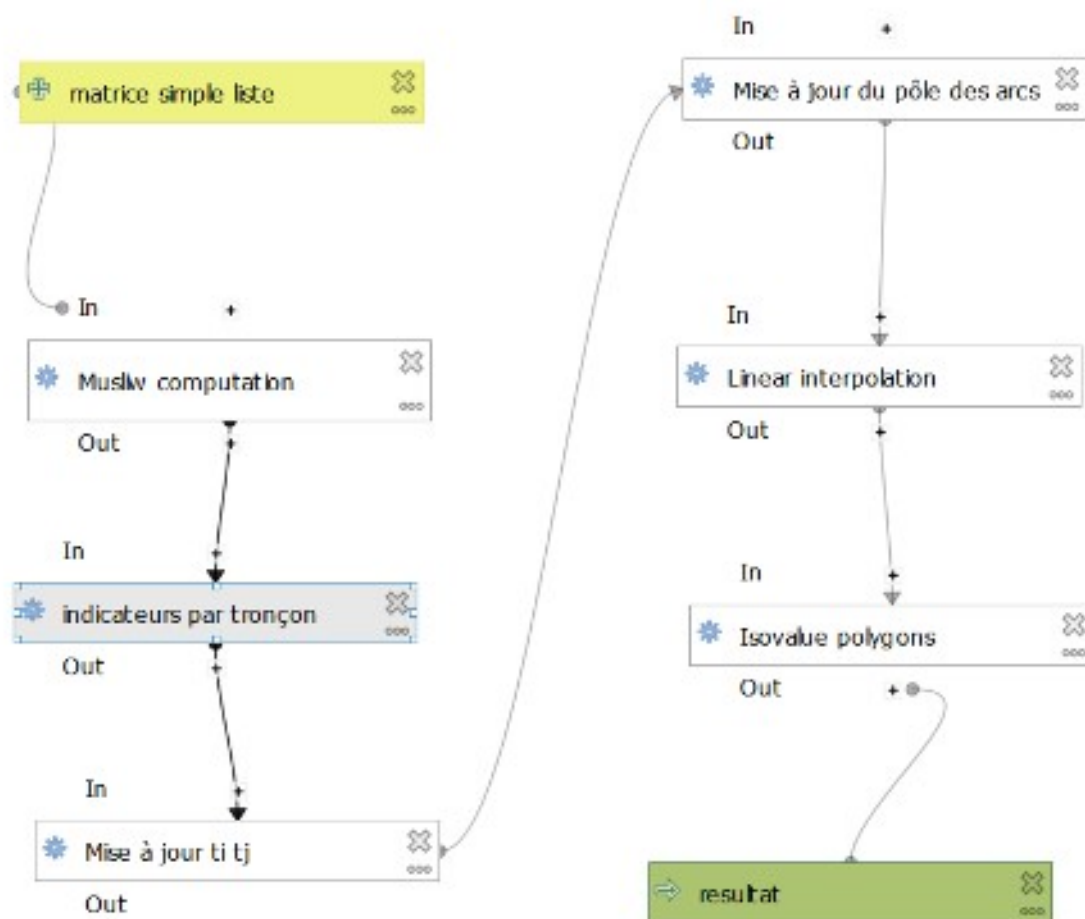 matrice simple liste
In
Musliw computation
Out
In
indicateurs par tronçon
Out
In
Mise à jour ti tj
Out
In
Mise à jour du pôle des arcs
Out
In
Linear interpolation
Out
In
Isovalue polygons
Out
resultat